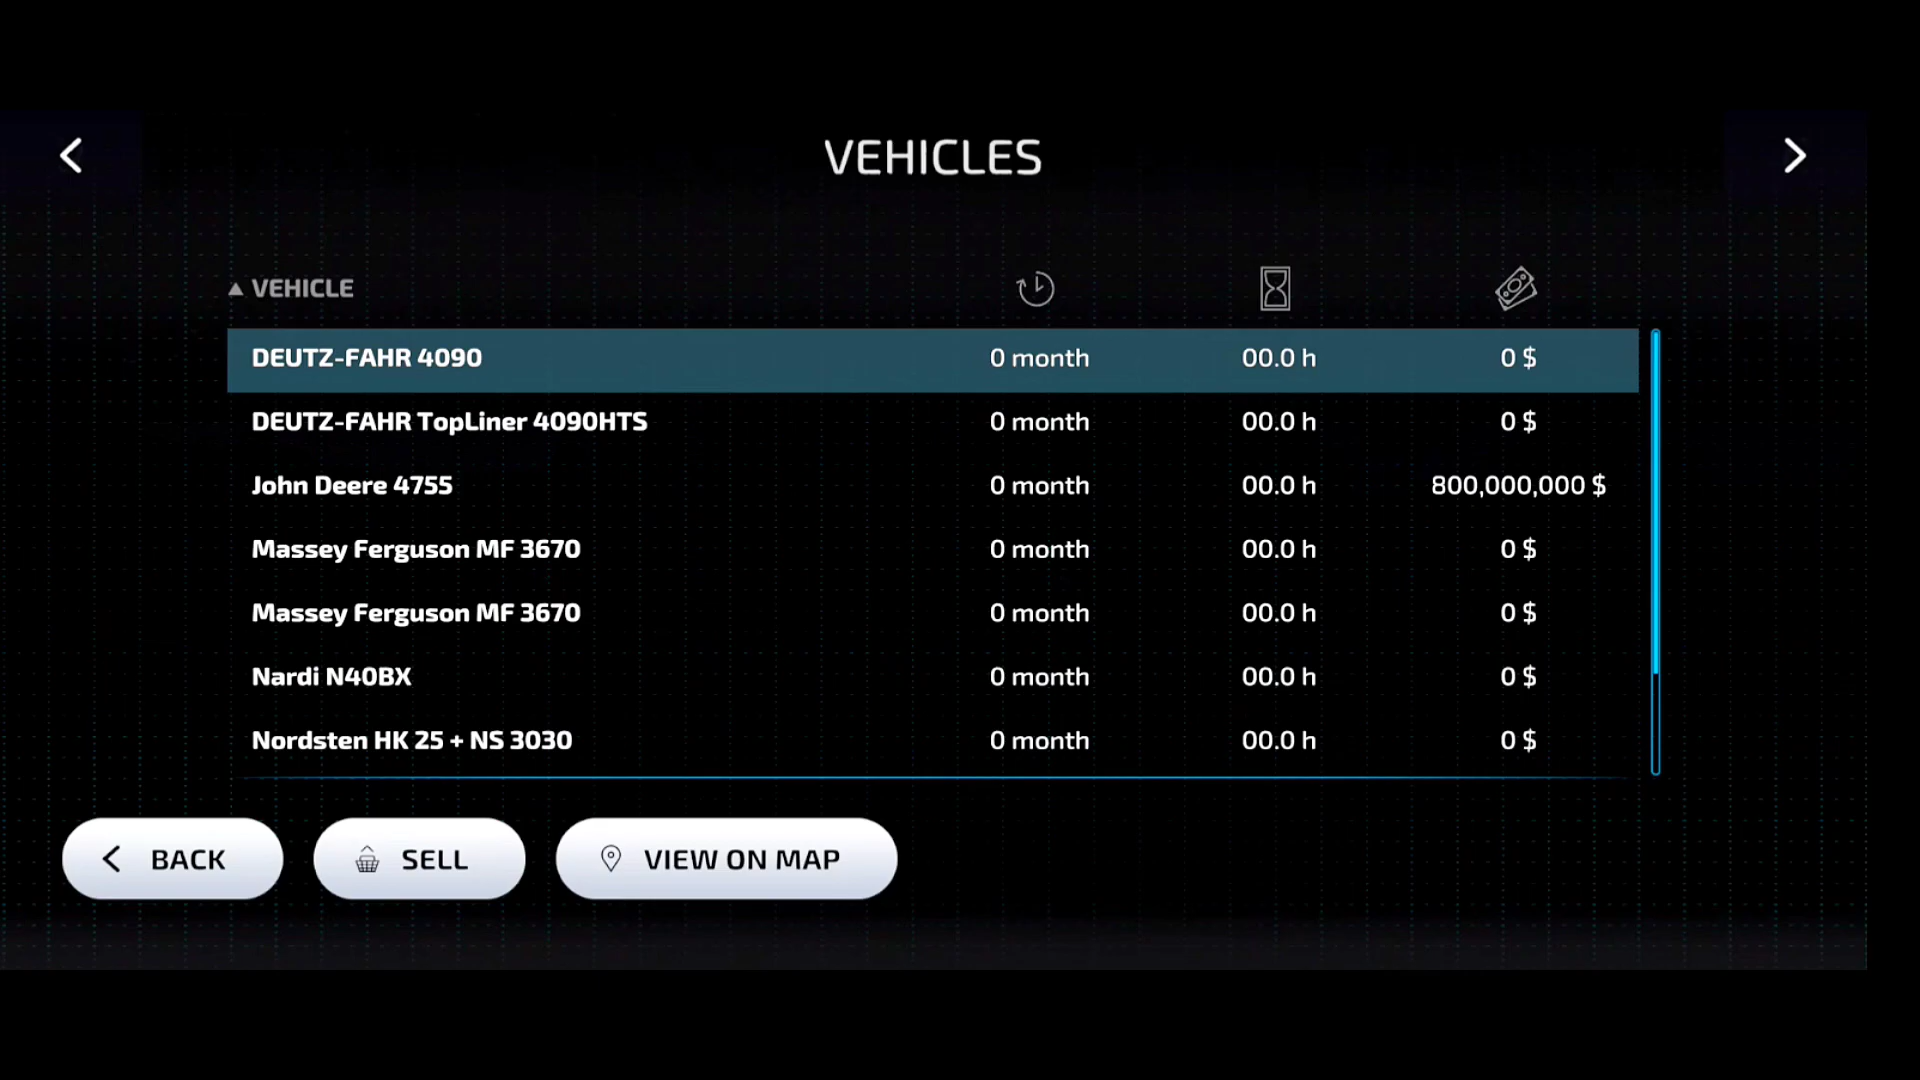 VEHICLES
VEHICLE
DEUTZ-FAHR 4090 0 month 00.0 h 0 $
DEUTZ-FAHR TopLiner 4090HTS 0 month 00.0 h 0 $
John Deere 4755 0 month 00.0 h 800,000,000 $
Massey Ferguson MF 3670 0 month 00.0 h 0 $
Massey Ferguson MF 3670 0 month 00.0 h 0 $
Nardi N40BX 0 month 00.0 h 0 $
Nordsten HK 25 + NS 3030 0 month 00.0 h 0 $
BACK SELL VIEW ON MAP